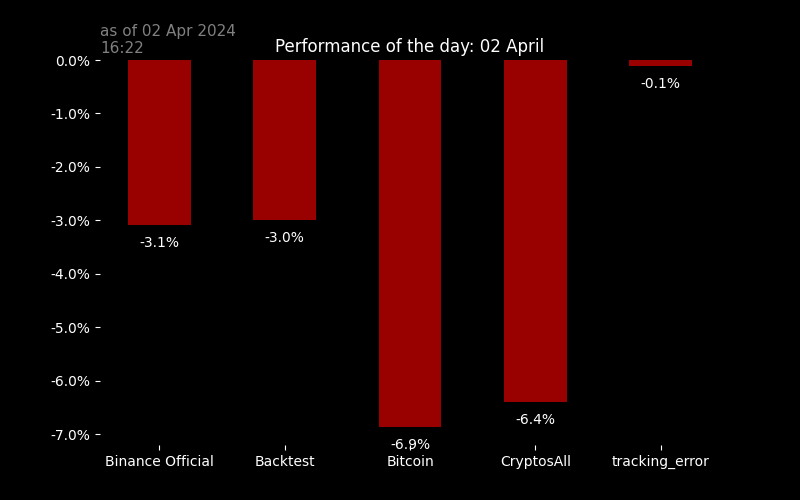 as of 02 Apr 2024
16:22
Performance of the day: 02 April
0.0%
-1.0%
-2.0%
-3.0%
-4.0%
-5.0%
-6.0%
-7.0%
-3.1%
-3.0%
-6.9%
-6.4%
-0.1%
Binance Official
Backtest
Bitcoin
CryptosAll
tracking_error